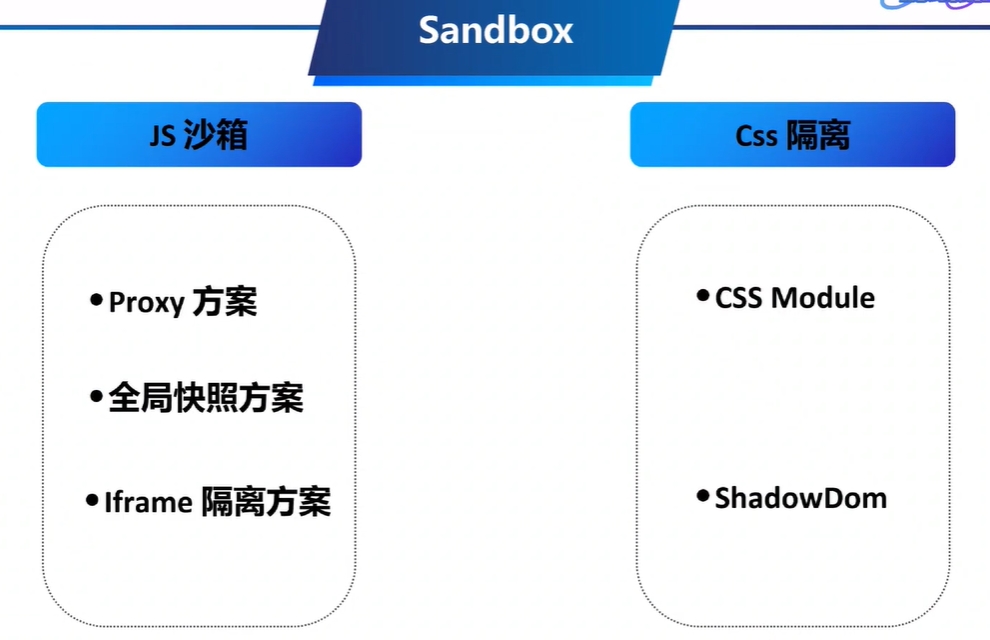 Sandbox
JS 沙箱
Css 隔离
•Proxy 方案
•全局快照方案
•Iframe 隔离方案
•CSS Module
•ShadowDom